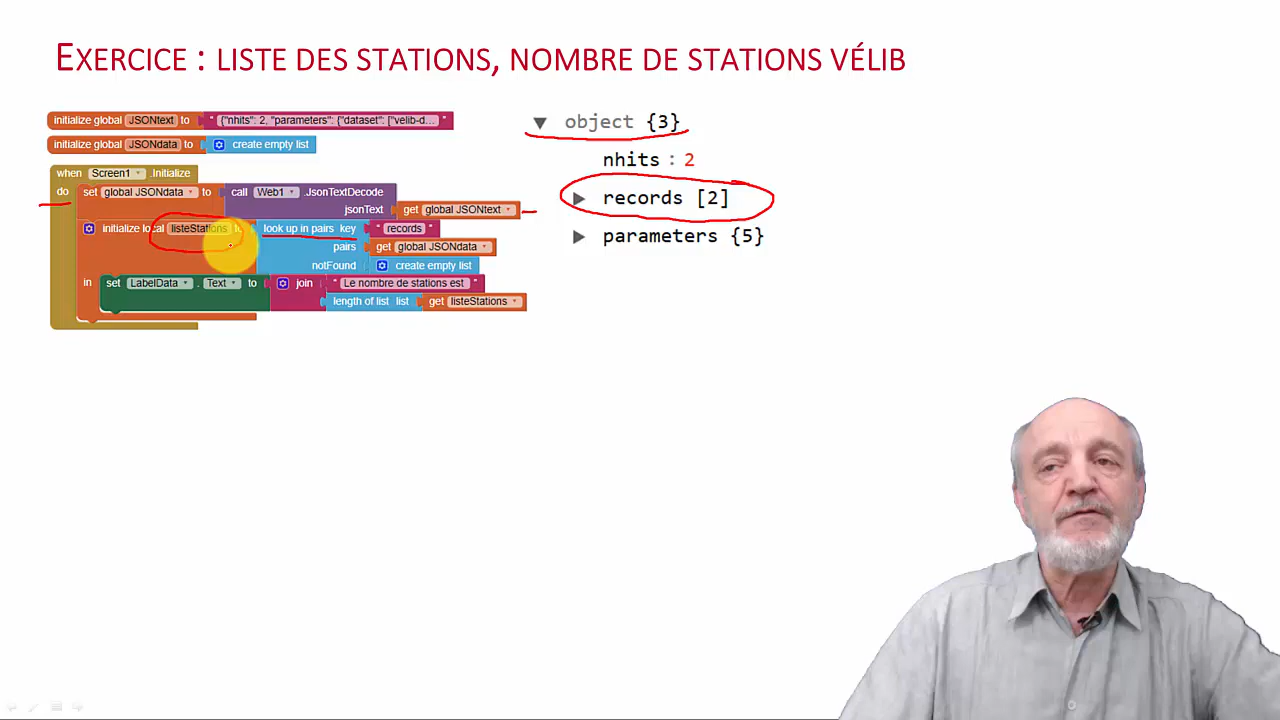 EXERCICE : LISTE DES STATIONS, NOMBRE DE STATIONS VÉLIB
initialize global JSONtext to " {"nhits": 2, "parameters": {"dataset": ["velib-d... "
initialize global JSONdata to create empty list
when Screen1 .Initialize
do set global JSONdata to call Web1 .JsonTextDecode
jsonText get global JSONtext
initialize local listeStations to look up in pairs key " records "
pairs get global JSONdata
notFound create empty list
in set LabelData . Text to join " Le nombre de stations est "
length of list list get listeStations
object {3}
nhits : 2
records [2]
parameters {5}